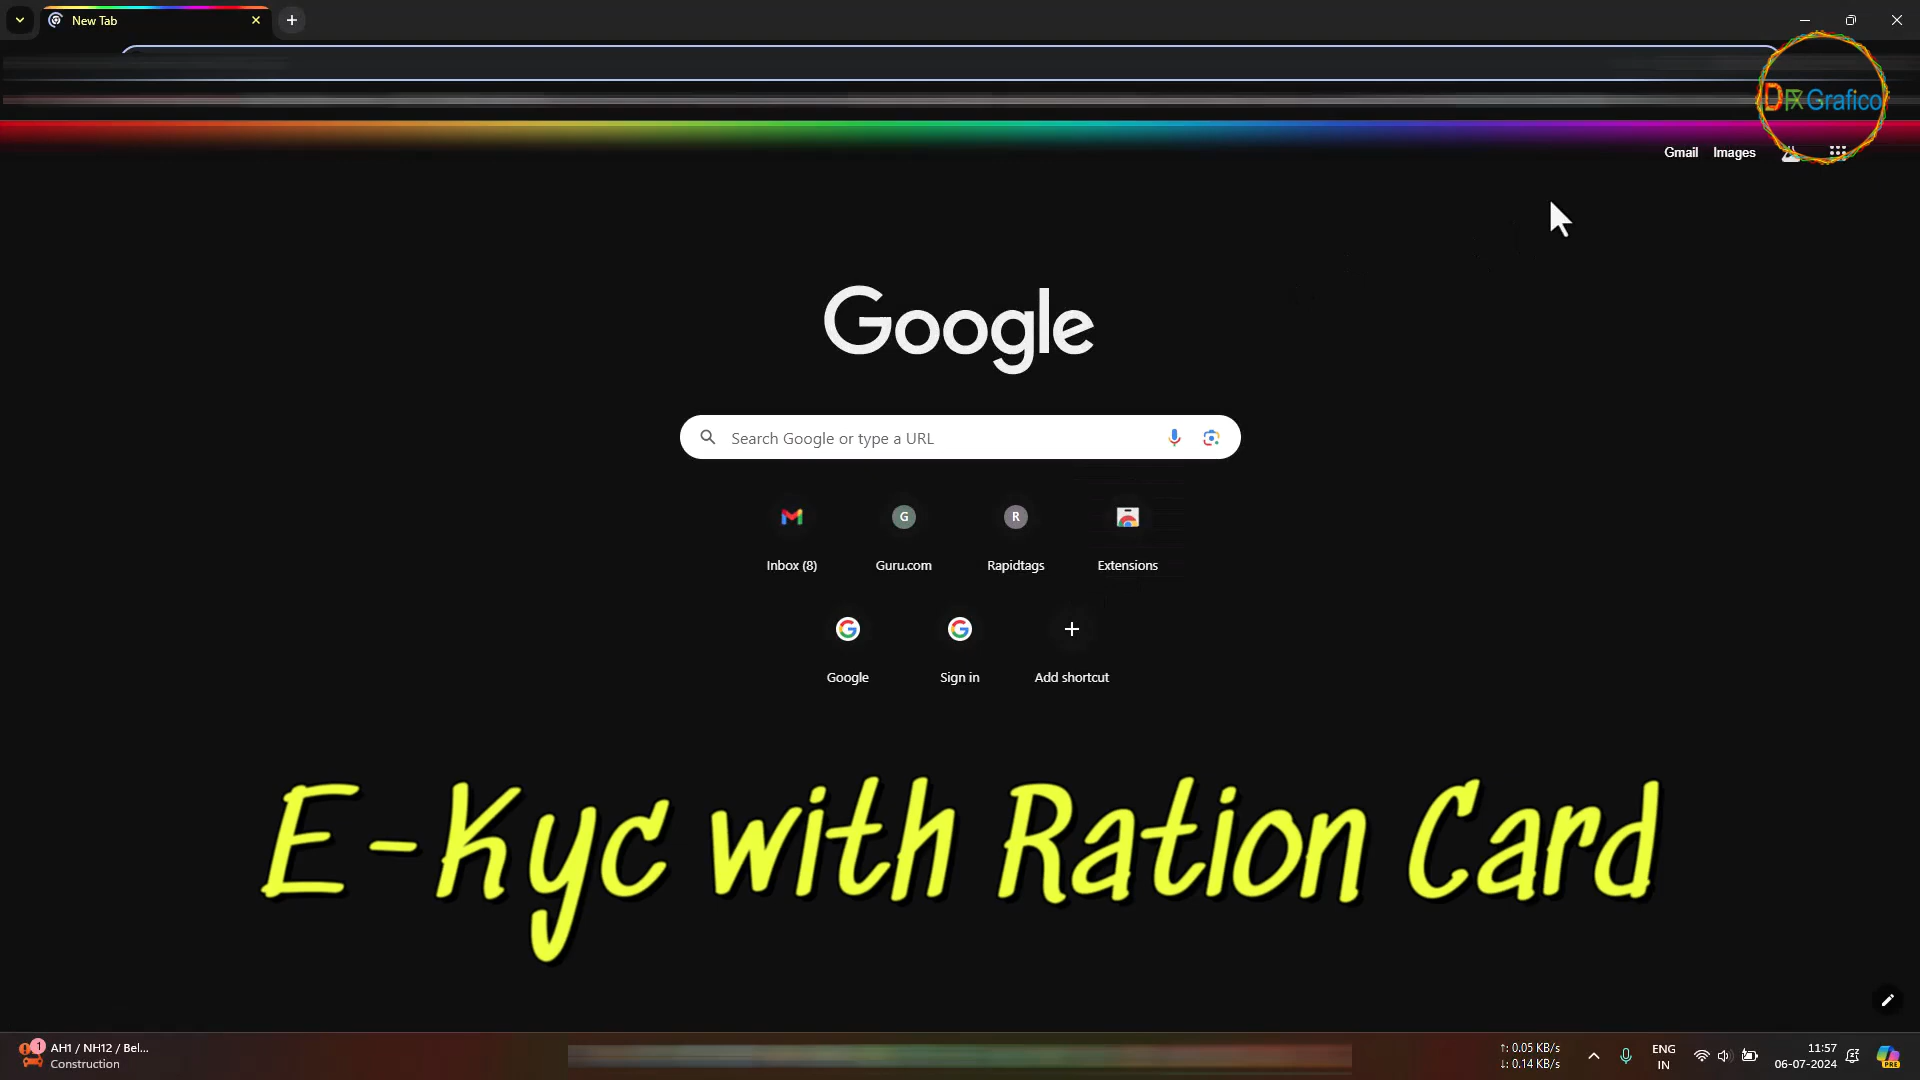 New Tab
DFX Grafico
Gmail Images
Google
Search Google or type a URL
G R
Inbox (8) Guru.com Rapidtags Extensions
Google Sign in Add shortcut
E-Kyc with Ration Card
1 AH1 / NH12 / Bel...
Construction
↑: 0.05 KB/s
↓: 0.14 KB/s
ENG
IN
11:57
06-07-2024
PRE